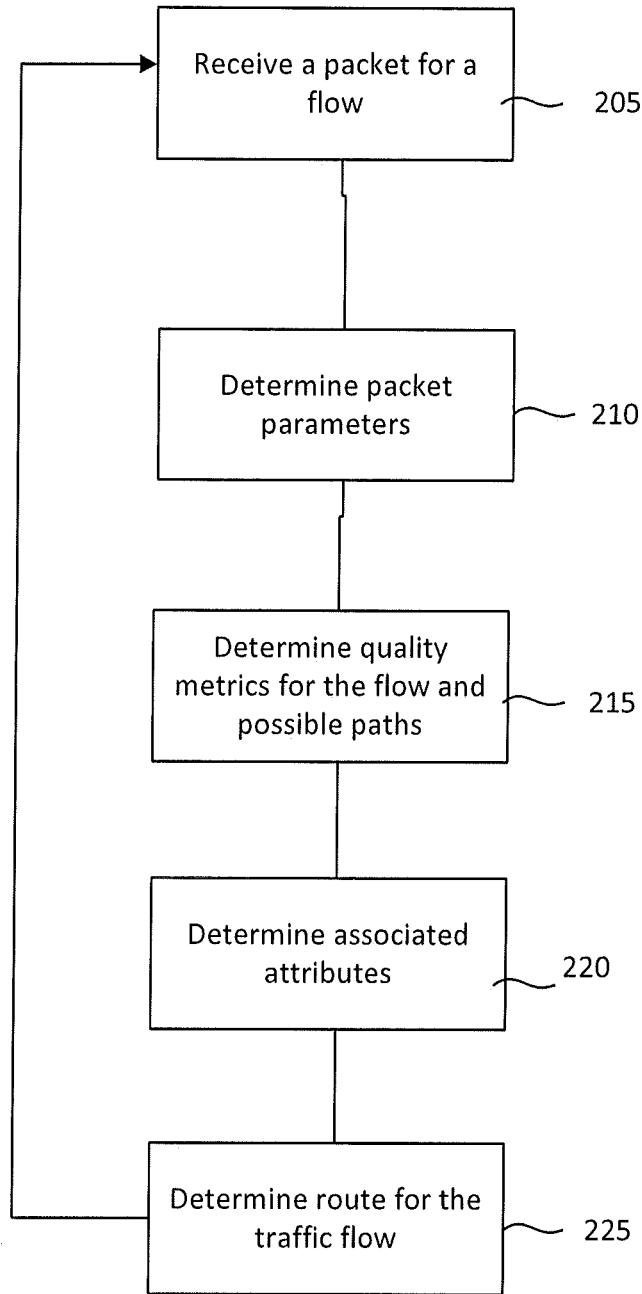 Receive a packet for a
flow
205
Determine packet
parameters
210
Determine quality
metrics for the flow and
possible paths
215
Determine associated
attributes
220
Determine route for the
traffic flow
225